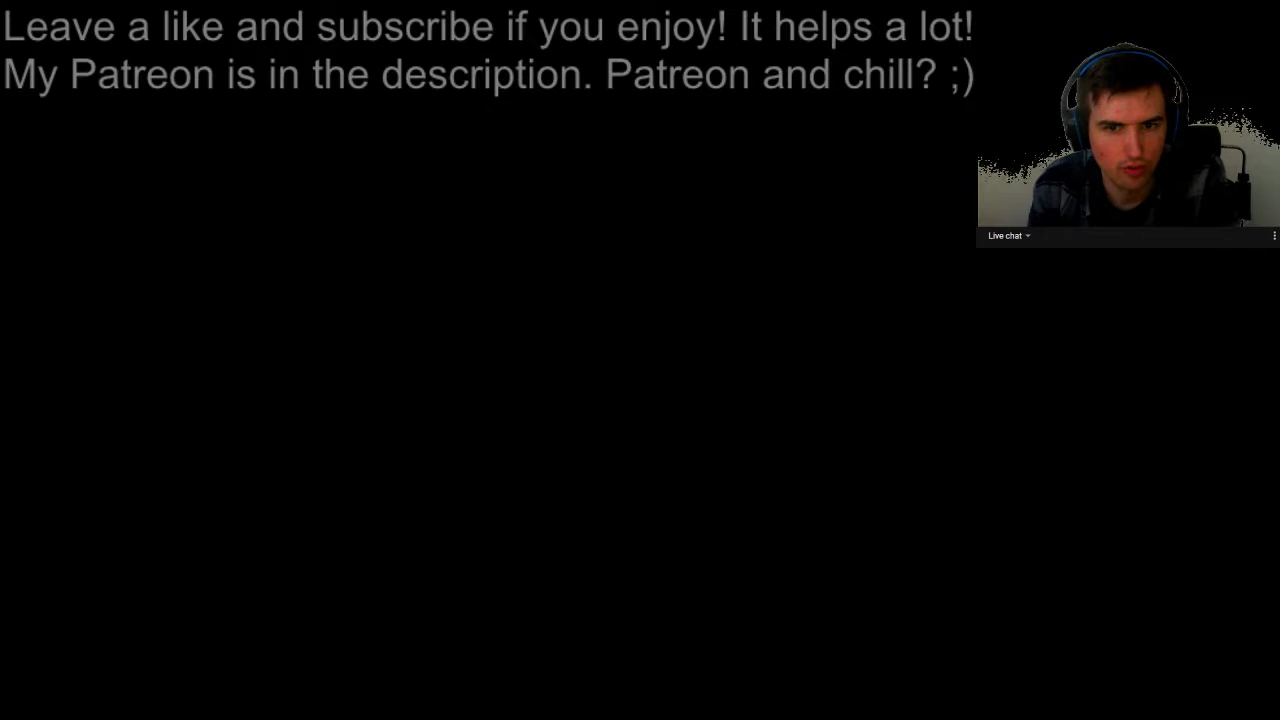 Leave a like and subscribe if you enjoy! It helps a lot!
My Patreon is in the description. Patreon and chill? ;)
Live chat